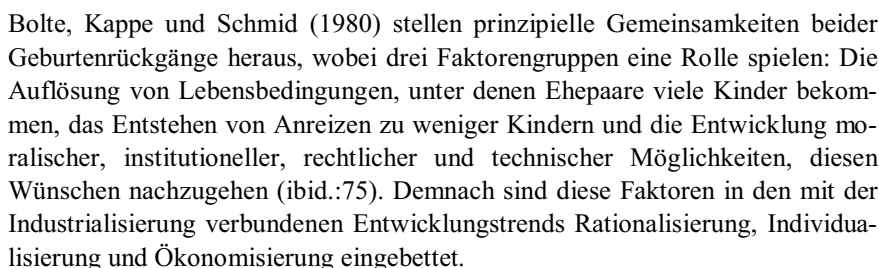 Bolte, Kappe und Schmid (1980) stellen prinzipielle Gemeinsamkeiten beider
Geburtenrückgänge heraus, wobei drei Faktorengruppen eine Rolle spielen: Die
Auflösung von Lebensbedingungen, unter denen Ehepaare viele Kinder bekom-
men, das Entstehen von Anreizen zu weniger Kindern und die Entwicklung mo-
ralischer, institutioneller, rechtlicher und technischer Möglichkeiten, diesen
Wünschen nachzugehen (ibid.:75). Demnach sind diese Faktoren in den mit der
Industrialisierung verbundenen Entwicklungstrends Rationalisierung, Individua-
lisierung und Ökonomisierung eingebettet.